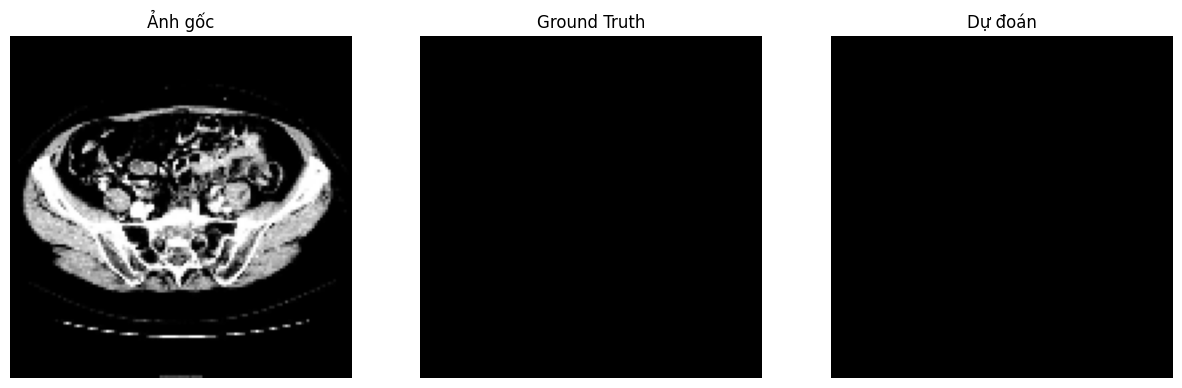 Ảnh gốc
Ground Truth
Dự đoán